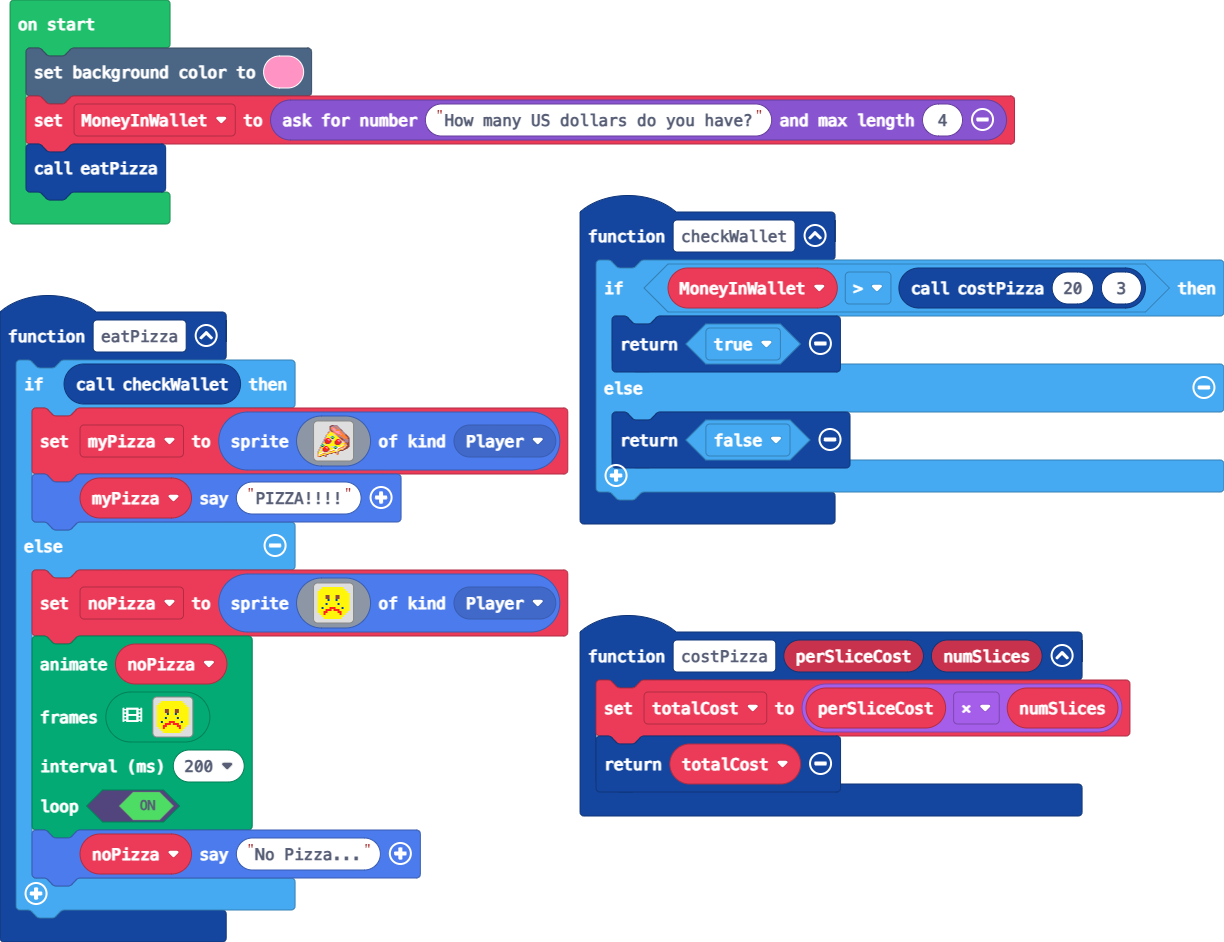 on start
set background color to
set MoneyInWallet to ask for number "How many US dollars do you have?" and max length 4
call eatPizza
function checkWallet
if MoneyInWallet > call costPizza 20 3 then
return true
else
return false
function eatPizza
if call checkWallet then
set myPizza to sprite of kind Player
myPizza say "PIZZA!!!!"
else
set noPizza to sprite of kind Player
animate noPizza
frames
interval (ms) 200
loop ON
noPizza say "No Pizza..."
function costPizza perSliceCost numSlices
set totalCost to perSliceCost × numSlices
return totalCost